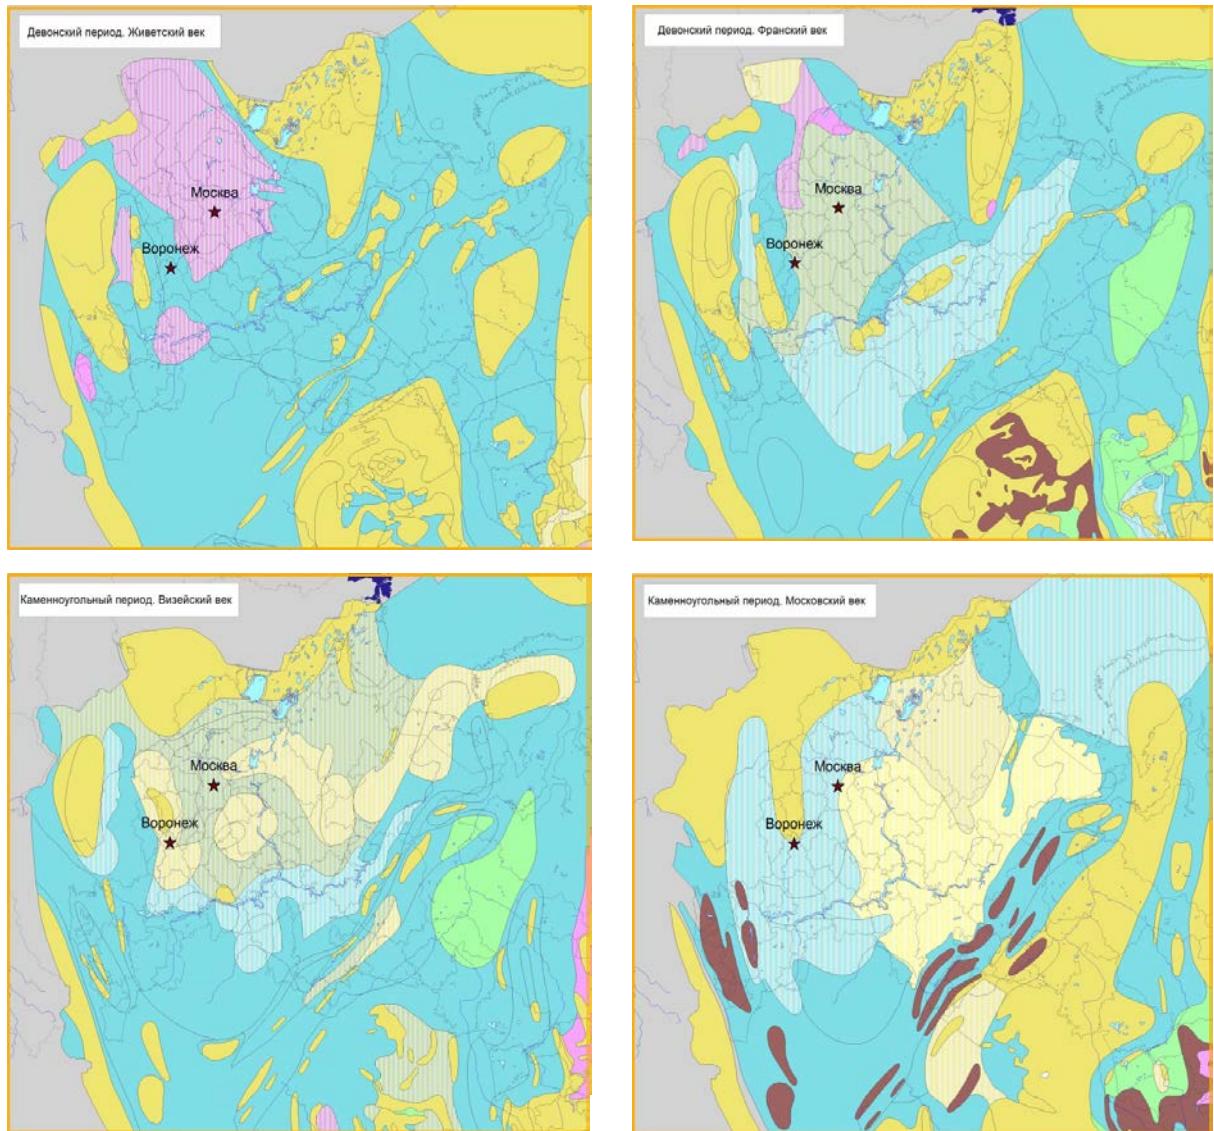 Девонский период. Живетский век
Москва
Воронеж
Девонский период. Франский век
Москва
Воронеж
Каменноугольный период. Визейский век
Москва
Воронеж
Каменноугольный период. Московский век
Москва
Воронеж